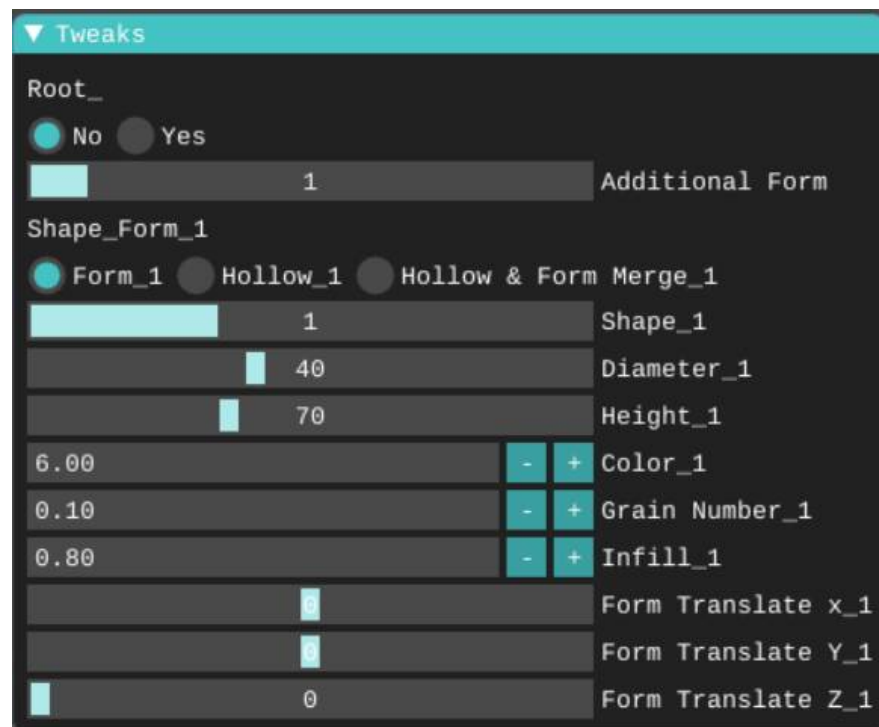 Tweaks
Root_
No Yes
1 Additional Form
Shape_Form_1
Form_1 Hollow_1 Hollow & Form Merge_1
1 Shape_1
40 Diameter_1
70 Height_1
6.00 - + Color_1
0.10 - + Grain Number_1
0.80 - + Infill_1
0 Form Translate x_1
0 Form Translate Y_1
0 Form Translate Z_1